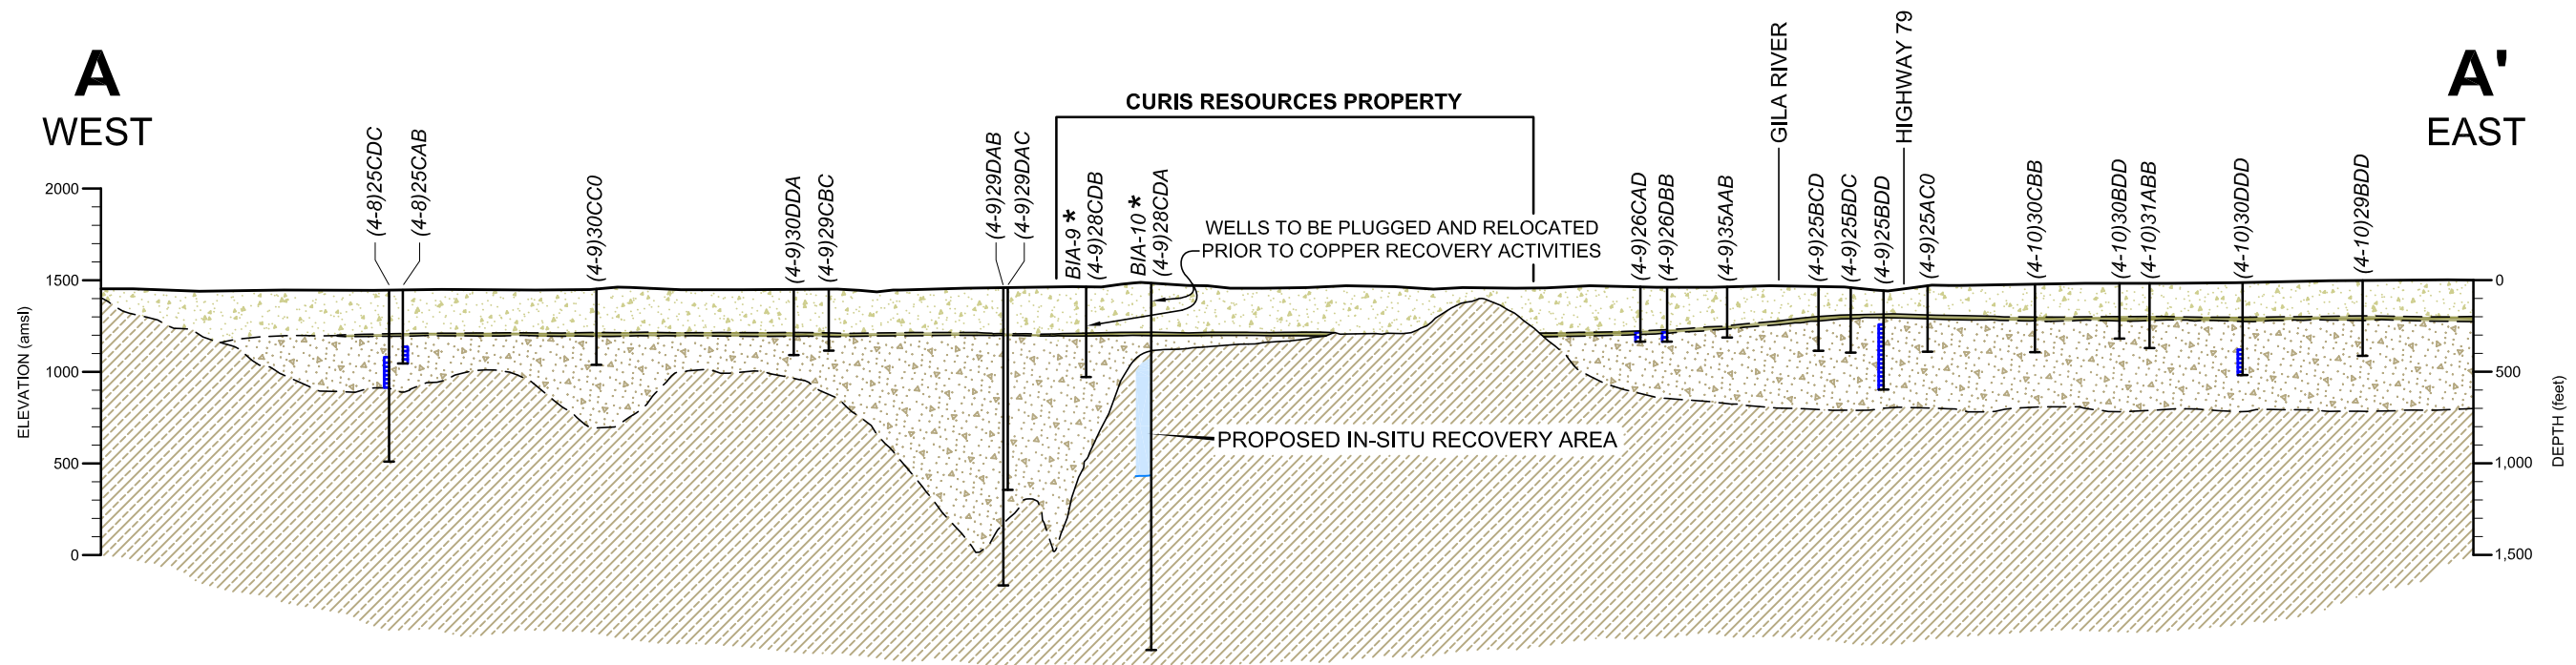 A
WEST
A'
EAST
CURIS RESOURCES PROPERTY
GILA RIVER
HIGHWAY 79
(4-8)25CDC
(4-8)25CAB
(4-9)30CC0
(4-9)30DDA
(4-9)29CBC
(4-9)29DAB
(4-9)29DAC
BIA-9 *
(4-9)28CDB
BIA-10 *
(4-9)28CDA
WELLS TO BE PLUGGED AND RELOCATED
PRIOR TO COPPER RECOVERY ACTIVITIES
(4-9)26CAD
(4-9)26DBB
(4-9)35AAB
(4-9)25BCD
(4-9)25BDC
(4-9)25BDD
(4-9)25AC0
(4-10)30CBB
(4-10)30BDD
(4-10)31ABB
(4-10)30DDD
(4-10)29BDD
ELEVATION (amsl)
2000
1500
1000
500
0
PROPOSED IN-SITU RECOVERY AREA
0
500
1,000
1,500
DEPTH (feet)